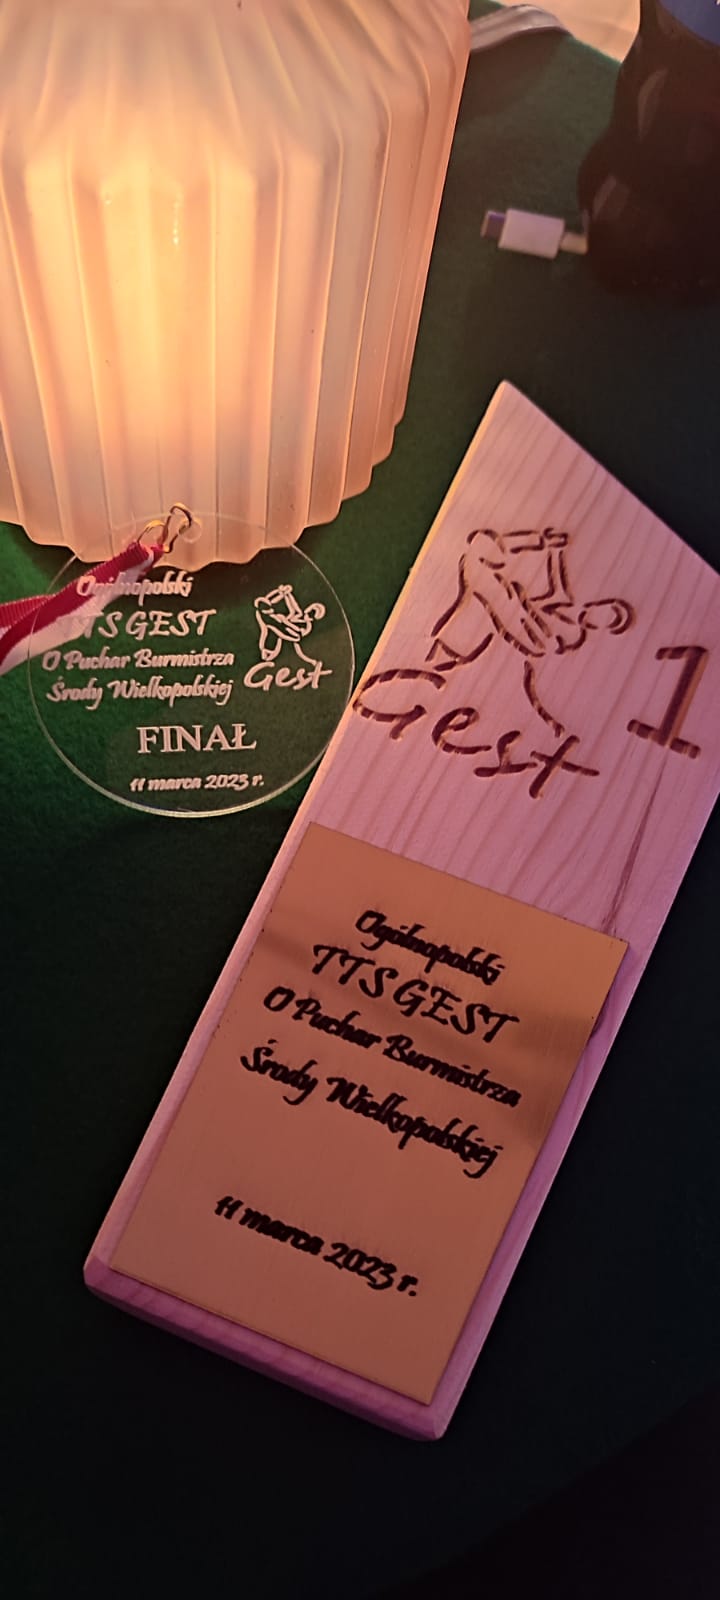 Ogólnopolski
TTS GEST
O Puchar Burmistrza
Środy Wielkopolskiej
Gest
FINAŁ
11 marca 2023 r.
Gest
1
Ogólnopolski
TTS GEST
O Puchar Burmistrza
Środy Wielkopolskiej
11 marca 2023 r.